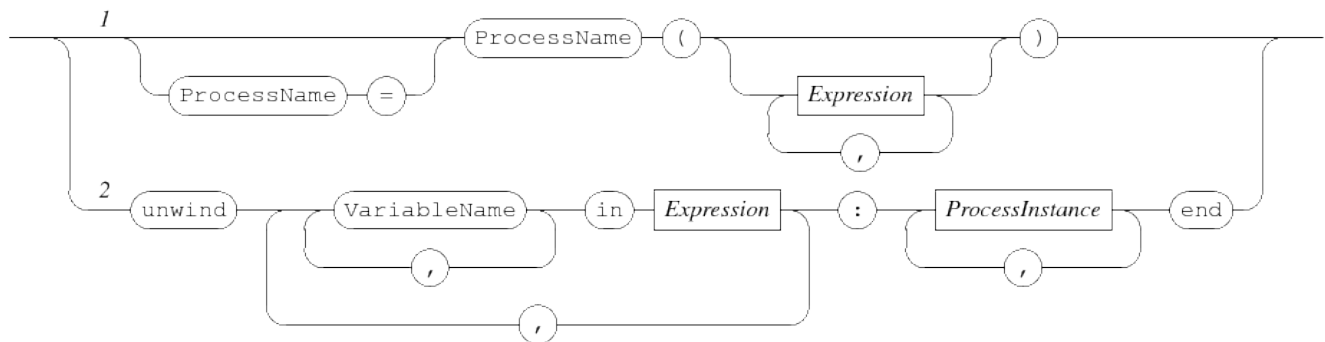 1
ProcessName ( )
ProcessName = Expression
,
2
unwind VariableName in Expression : ProcessInstance end
, ,
,